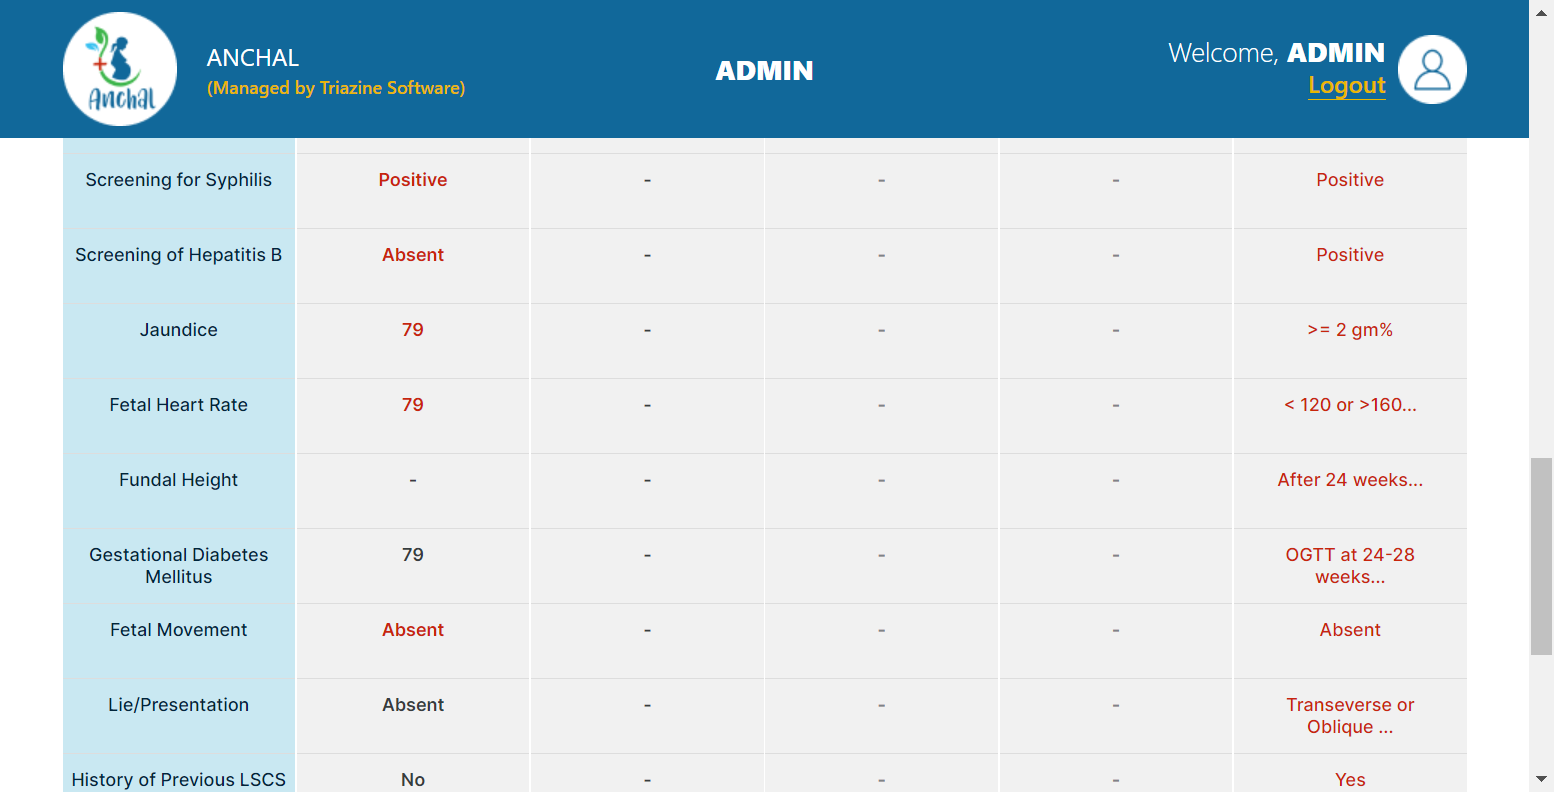 Anchal
ANCHAL
(Managed by Triazine Software)
ADMIN
Welcome, ADMIN
Logout
Screening for Syphilis Positive - - - Positive
Screening of Hepatitis B Absent - - - Positive
Jaundice 79 - - - >= 2 gm%
Fetal Heart Rate 79 - - - < 120 or >160...
Fundal Height - - - - After 24 weeks...
Gestational Diabetes 79 - - - OGTT at 24-28
Mellitus weeks...
Fetal Movement Absent - - - Absent
Lie/Presentation Absent - - - Transeverse or
Oblique ...
History of Previous LSCS No - - - Yes